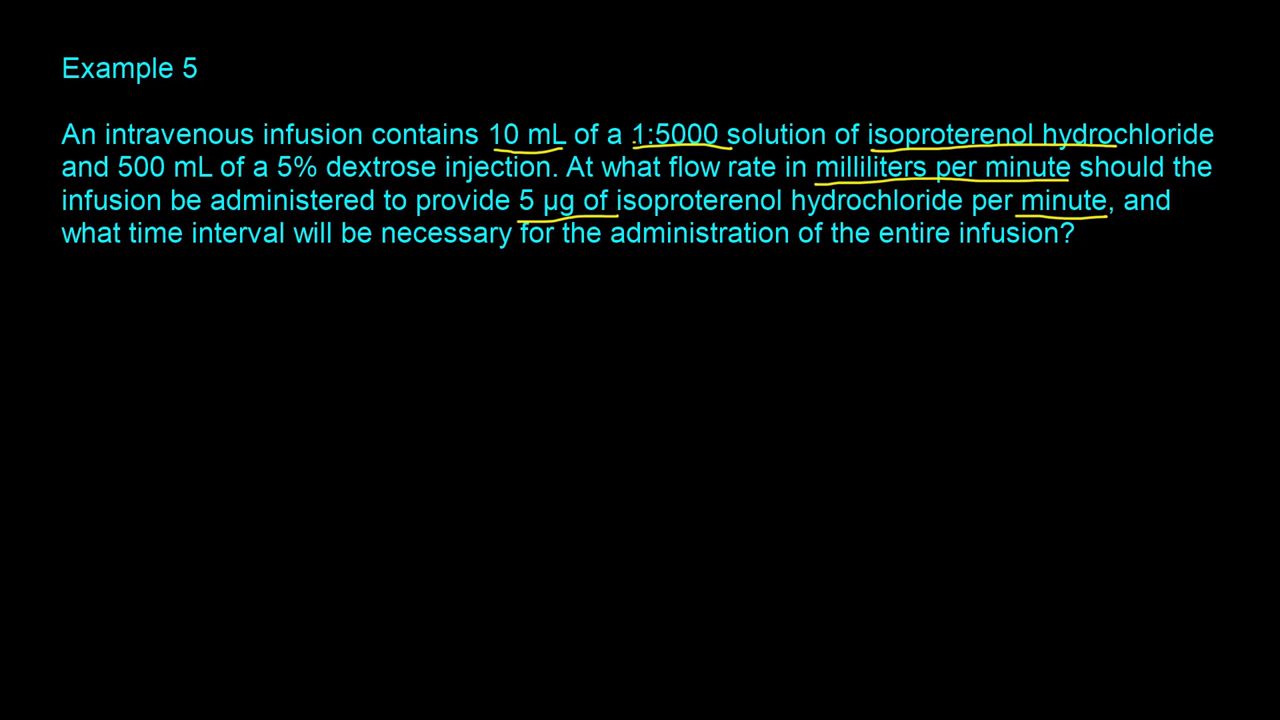 Example 5
An intravenous infusion contains 10 mL of a 1:5000 solution of isoproterenol hydrochloride
and 500 mL of a 5% dextrose injection. At what flow rate in milliliters per minute should the
infusion be administered to provide 5 µg of isoproterenol hydrochloride per minute, and
what time interval will be necessary for the administration of the entire infusion?